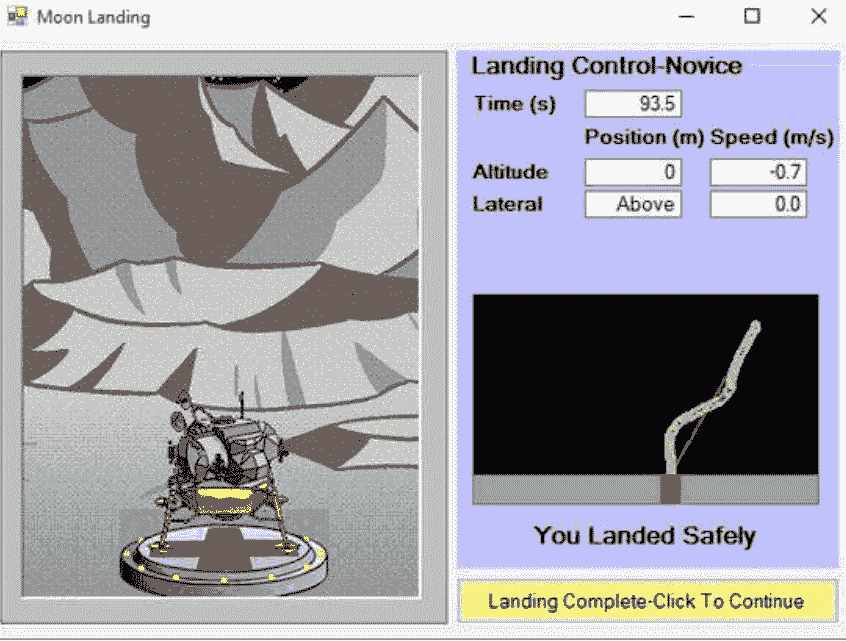 Moon Landing
Landing Control-Novice
Time (s) 93.5
Position (m) Speed (m/s)
Altitude 0 -0.7
Lateral Above 0.0
You Landed Safely
Landing Complete-Click To Continue